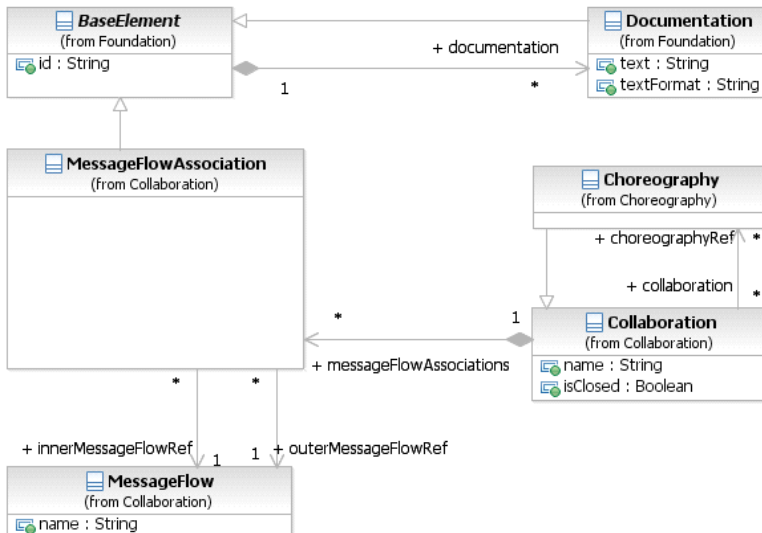 BaseElement
(from Foundation)
id : String
Documentation
(from Foundation)
text : String
textFormat : String
+ documentation
1
*
MessageFlowAssociation
(from Collaboration)
Choreography
(from Choreography)
+ choreographyRef
*
+ collaboration
*
*
1
+ messageFlowAssociations
Collaboration
(from Collaboration)
name : String
isClosed : Boolean
*
*
+ innerMessageFlowRef
1
1
+ outerMessageFlowRef
MessageFlow
(from Collaboration)
name : String